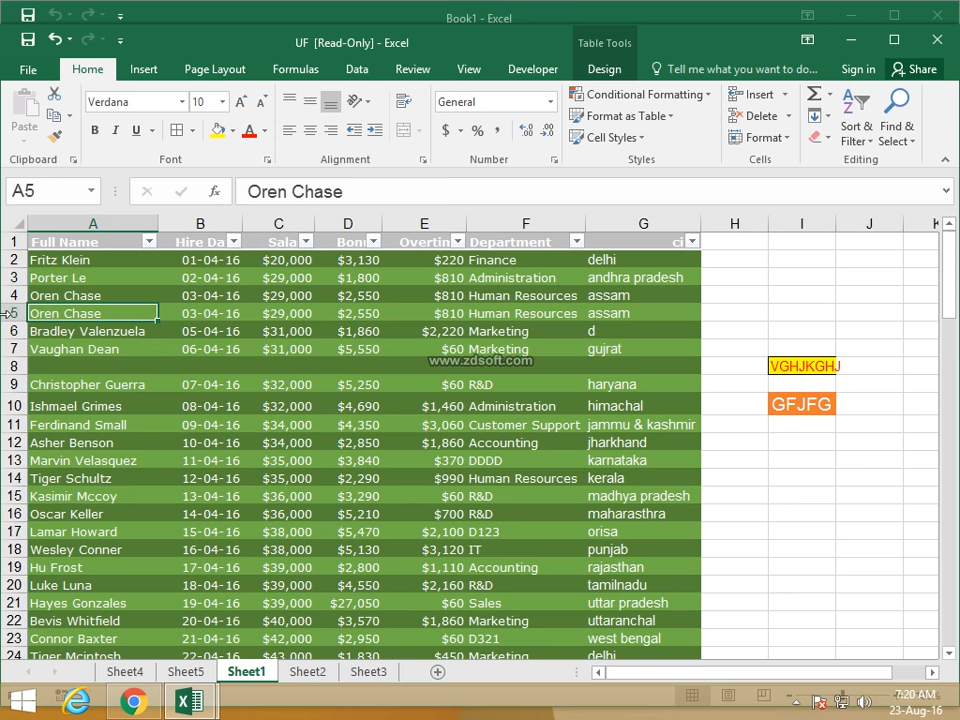 Book1 - Excel
UF [Read-Only] - Excel
Table Tools
File Home Insert Page Layout Formulas Data Review View Developer Design Tell me what you want to do... Sign in Share
Paste
Verdana 10
General
Conditional Formatting
Format as Table
Cell Styles
Insert
Delete
Format
Sort & Filter
Find & Select
Clipboard Font Alignment Number Styles Cells Editing
A5 fx Oren Chase
A B C D E F G H I J K
1 Full Name Hire Da Sala Bonu Overtin Department ci
2 Fritz Klein 01-04-16 $20,000 $3,130 $220 Finance delhi
3 Porter Le 02-04-16 $29,000 $1,800 $810 Administration andhra pradesh
4 Oren Chase 03-04-16 $29,000 $2,550 $810 Human Resources assam
5 Oren Chase 03-04-16 $29,000 $2,550 $810 Human Resources assam
6 Bradley Valenzuela 05-04-16 $31,000 $1,860 $2,220 Marketing d
7 Vaughan Dean 06-04-16 $31,000 $5,550 $60 Marketing gujrat
8 www.zdsoft.com VGHJKGHJ
9 Christopher Guerra 07-04-16 $32,000 $5,250 $60 R&D haryana
10 Ishmael Grimes 08-04-16 $32,000 $4,690 $1,460 Administration himachal GFJFG
11 Ferdinand Small 09-04-16 $34,000 $4,350 $3,060 Customer Support jammu & kashmir
12 Asher Benson 10-04-16 $34,000 $2,850 $1,860 Accounting jharkhand
13 Marvin Velasquez 11-04-16 $35,000 $3,840 $370 DDDD karnataka
14 Tiger Schultz 12-04-16 $35,000 $2,290 $990 Human Resources kerala
15 Kasimir Mccoy 13-04-16 $36,000 $3,290 $60 R&D madhya pradesh
16 Oscar Keller 14-04-16 $36,000 $5,210 $700 R&D maharasthra
17 Lamar Howard 15-04-16 $38,000 $5,470 $2,100 D123 orisa
18 Wesley Conner 16-04-16 $38,000 $5,130 $3,120 IT punjab
19 Hu Frost 17-04-16 $39,000 $2,800 $1,110 Accounting rajasthan
20 Luke Luna 18-04-16 $39,000 $4,550 $2,160 R&D tamilnadu
21 Hayes Gonzales 19-04-16 $39,000 $27,050 $60 Sales uttar pradesh
22 Bevis Whitfield 20-04-16 $40,000 $3,570 $1,860 Marketing uttaranchal
23 Connor Baxter 21-04-16 $42,000 $2,950 $60 D321 west bengal
24 Tiger Mcintosh 22-04-16 $43,000 $1,830 $450 Marketing delhi
Sheet4 Sheet5 Sheet1 Sheet2 Sheet3
7:20 AM
23-Aug-16